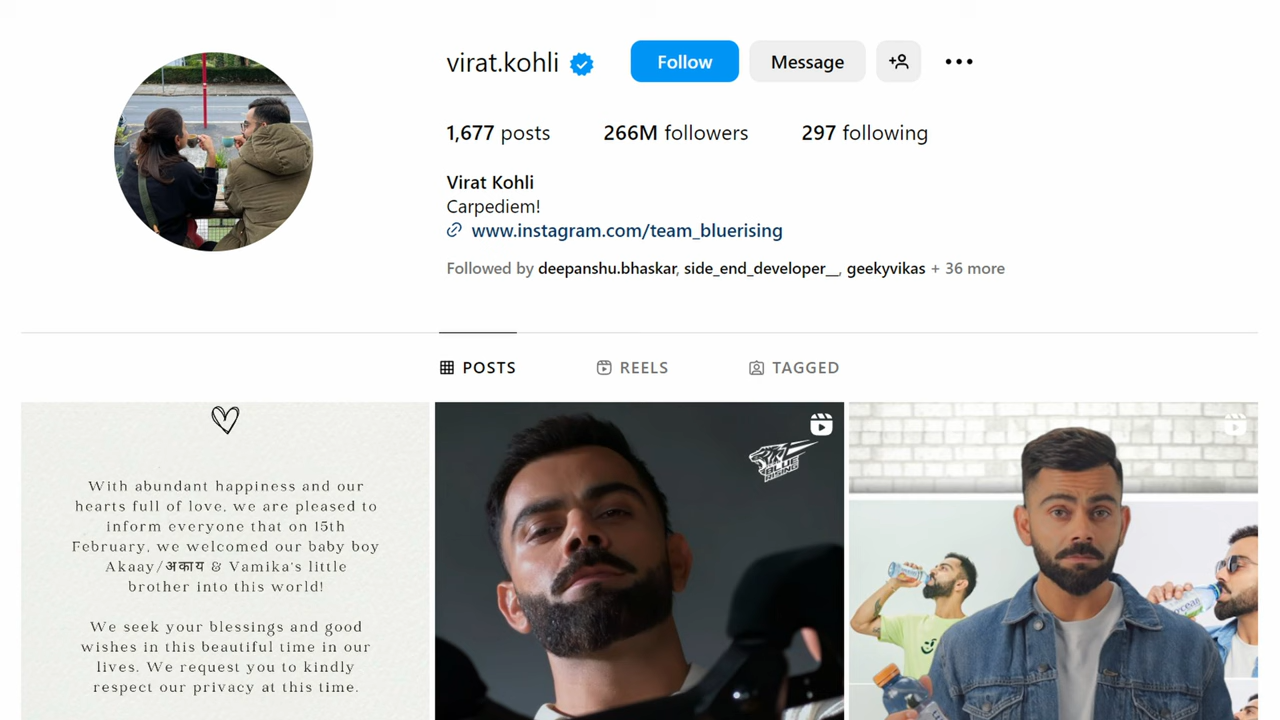 virat.kohli
Follow
Message
1,677 posts
266M followers
297 following
Virat Kohli
Carpediem!
www.instagram.com/team_bluerising
Followed by deepanshu.bhaskar, side_end_developer__, geekyvikas + 36 more
POSTS
REELS
TAGGED
With abundant happiness and our
hearts full of love, we are pleased to
inform everyone that on 15th
February, we welcomed our baby boy
Akaay/अकाय & Vamika's little
brother into this world!
We seek your blessings and good
wishes in this beautiful time in our
lives. We request you to kindly
respect our privacy at this time.
BLUE
RISING